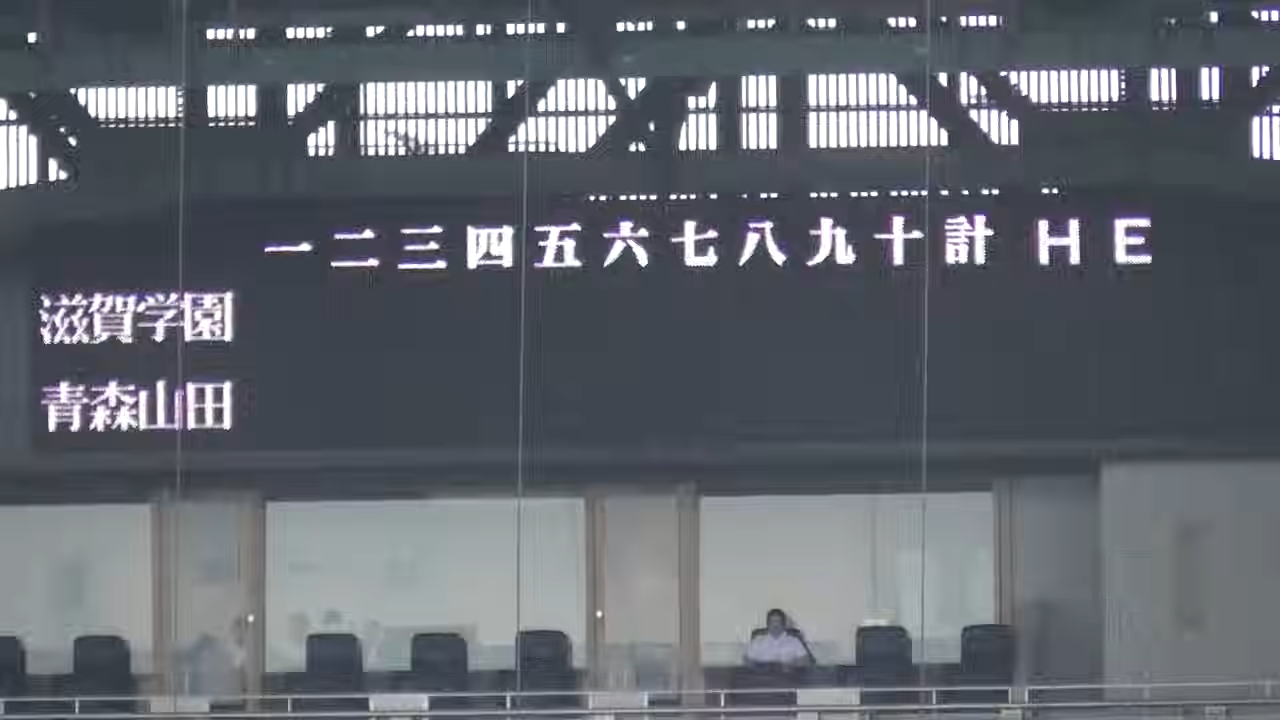 一 二 三 四 五 六 七 八 九 十 計 H E
滋賀学園
青森山田